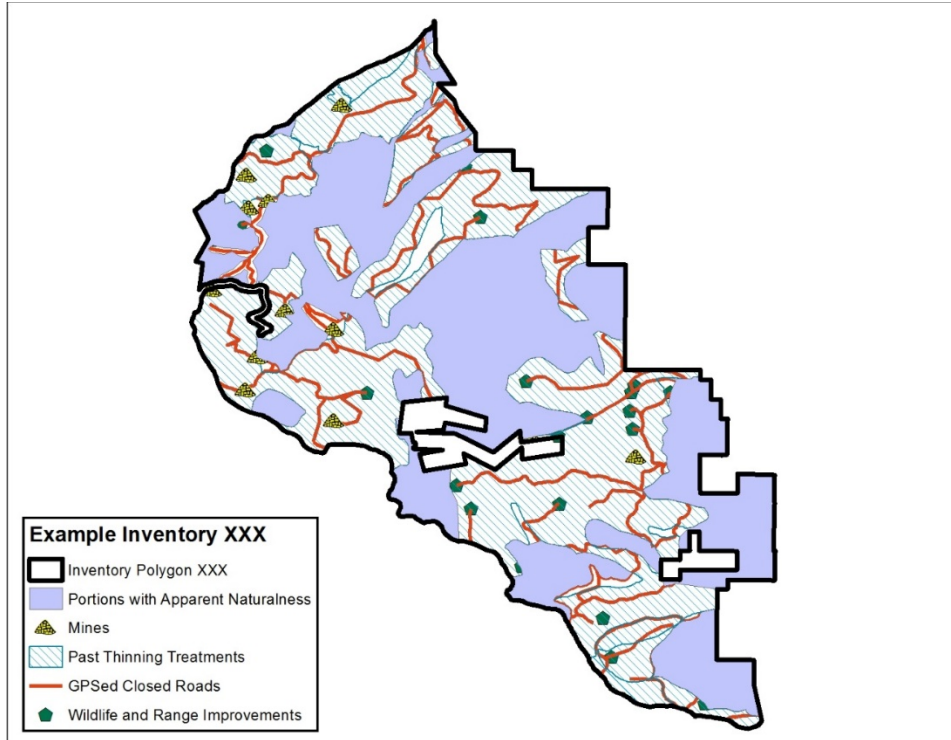 Example Inventory XXX
Inventory Polygon XXX
Portions with Apparent Naturalness
Mines
Past Thinning Treatments
GPSed Closed Roads
Wildlife and Range Improvements